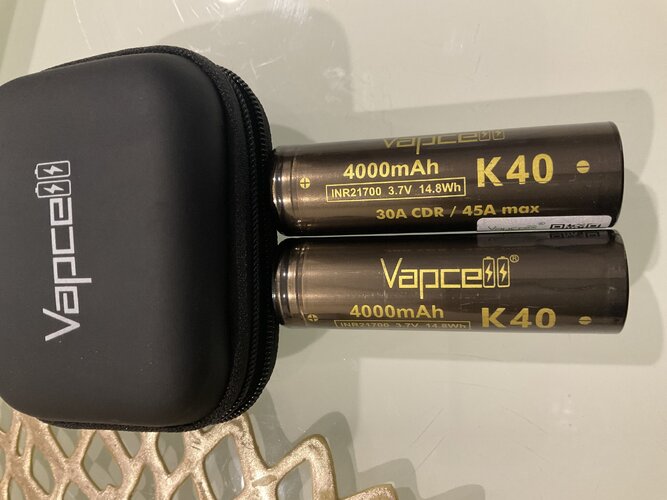 Vapcell
Vapcell
4000mAh
K40
INR21700 3.7V 14.8Wh
30A CDR / 45A max
Vapcell
Vapcell®
4000mAh
K40
INR21700 3.7V 14.8Wh